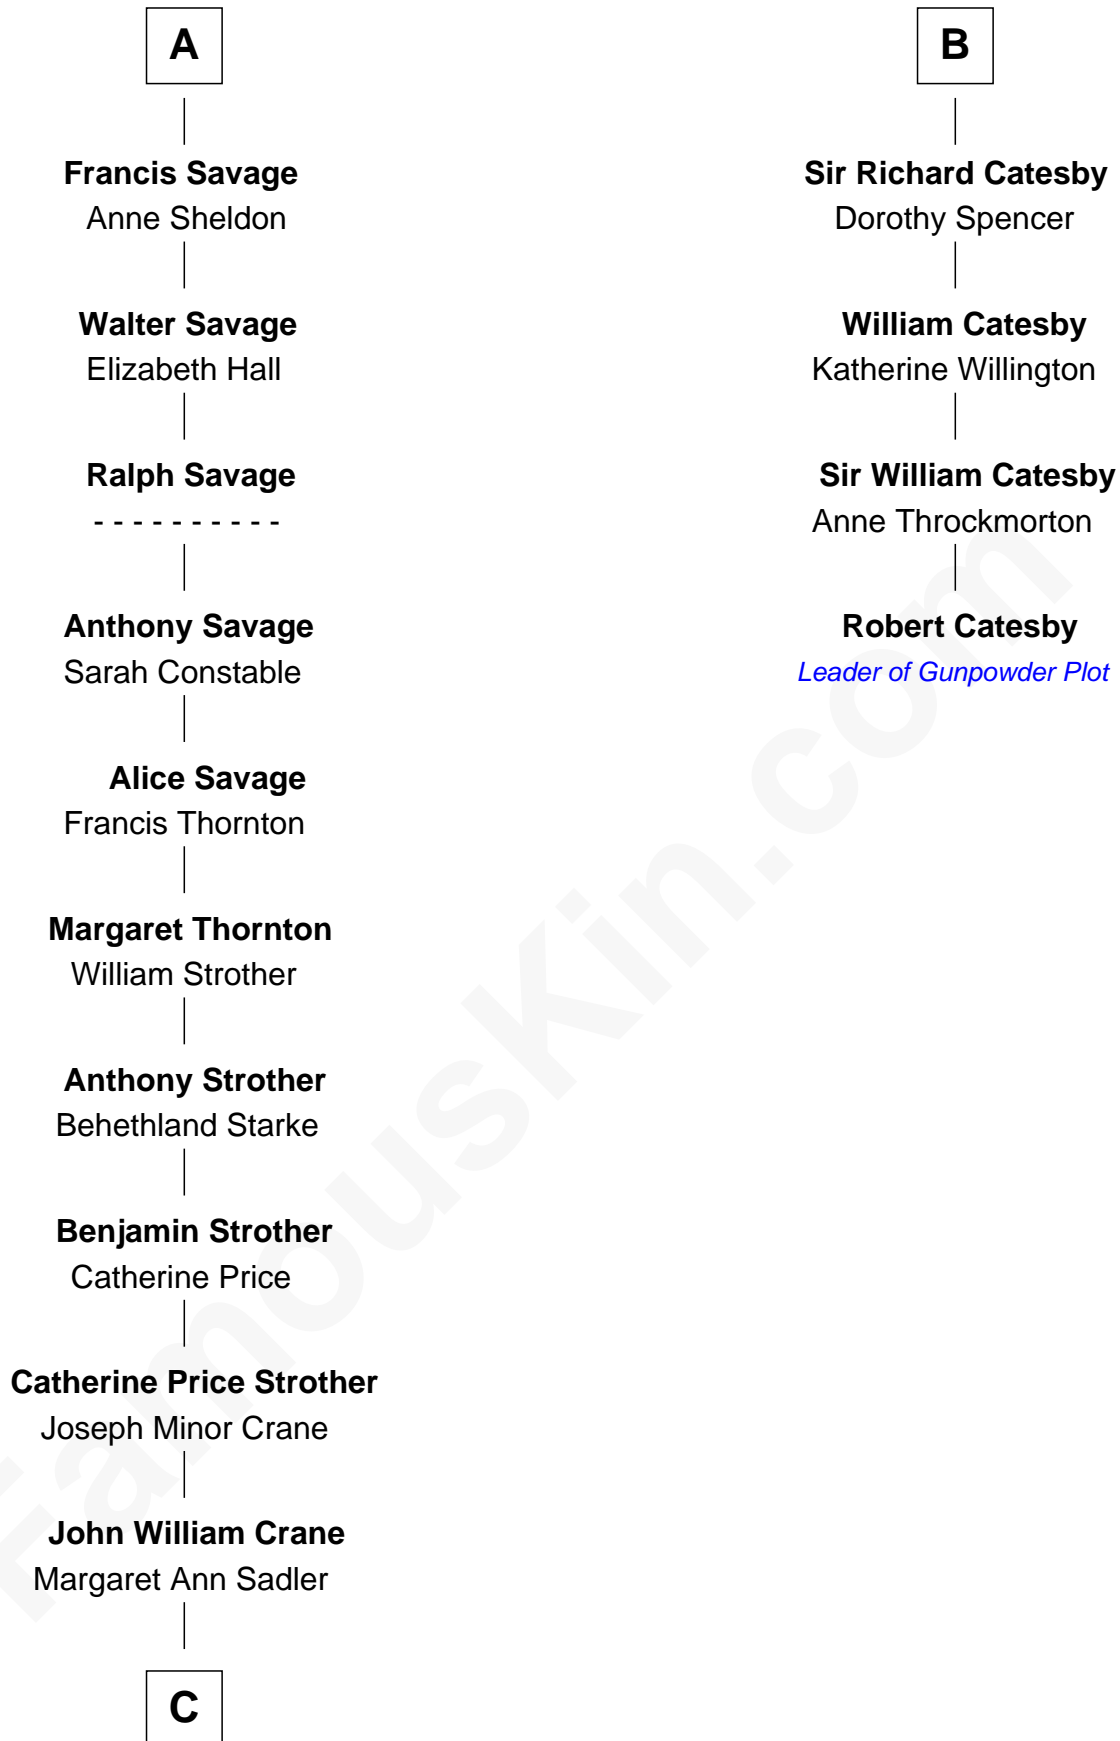 A
Francis Savage
Anne Sheldon
Walter Savage
Elizabeth Hall
Ralph Savage
- - - - - - - - - -
Anthony Savage
Sarah Constable
Alice Savage
Francis Thornton
Margaret Thornton
William Strother
Anthony Strother
Behethland Starke
Benjamin Strother
Catherine Price
Catherine Price Strother
Joseph Minor Crane
John William Crane
Margaret Ann Sadler
C
B
Sir Richard Catesby
Dorothy Spencer
William Catesby
Katherine Willington
Sir William Catesby
Anne Throckmorton
Robert Catesby
Leader of Gunpowder Plot
FamousKin.com